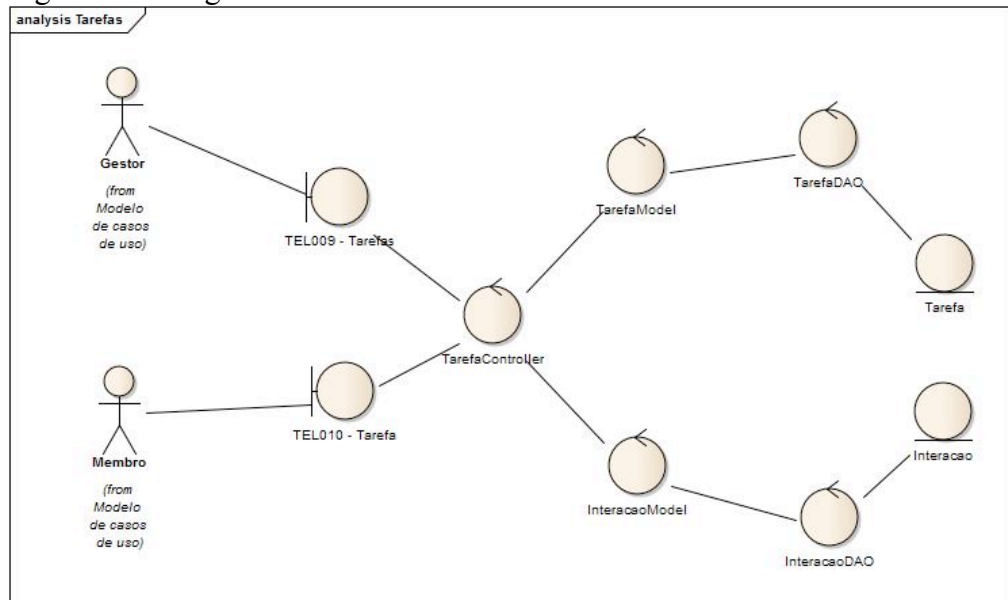 analysis Tarefas
Gestor
(from
Modelo
de casos
de uso)
TEL009 - Tarefas
TarefaModel
TarefaDAO
Tarefa
TarefaController
Membro
(from
Modelo
de casos
de uso)
TEL010 - Tarefa
InteracaoModel
InteracaoDAO
Interacao